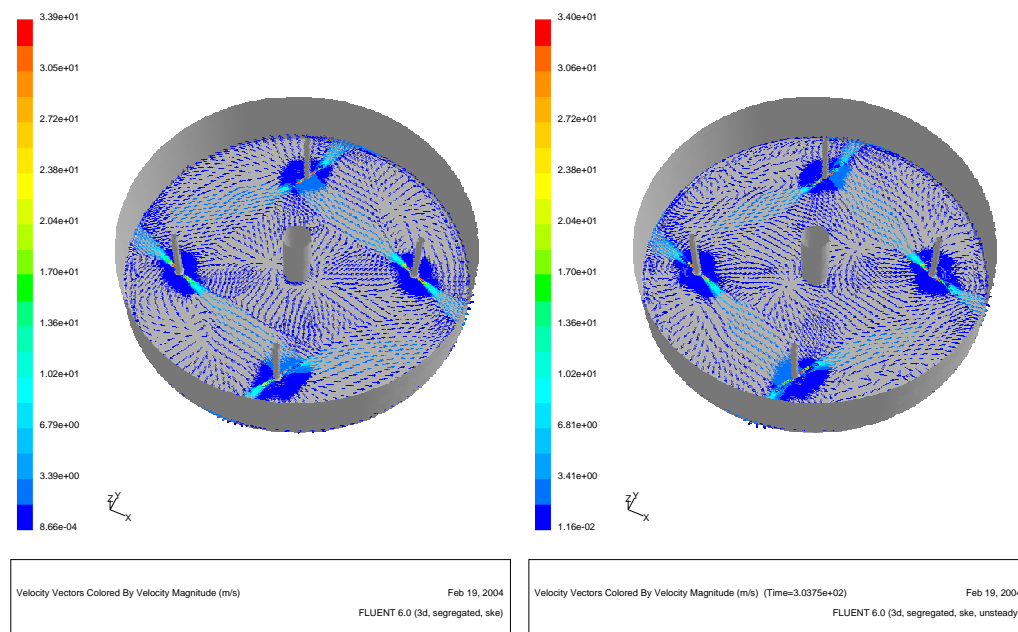 3.39e+01
3.05e+01
2.72e+01
2.38e+01
2.04e+01
1.70e+01
1.36e+01
1.02e+01
6.79e+00
3.39e+00
8.66e-04
Z Y
X
Velocity Vectors Colored By Velocity Magnitude (m/s)
Feb 19, 2004
FLUENT 6.0 (3d, segregated, ske)
3.40e+01
3.06e+01
2.72e+01
2.38e+01
2.04e+01
1.70e+01
1.36e+01
1.02e+01
6.81e+00
3.41e+00
1.16e-02
Z Y
X
Velocity Vectors Colored By Velocity Magnitude (m/s) (Time=3.0375e+02)
Feb 19, 2004
FLUENT 6.0 (3d, segregated, ske, unsteady